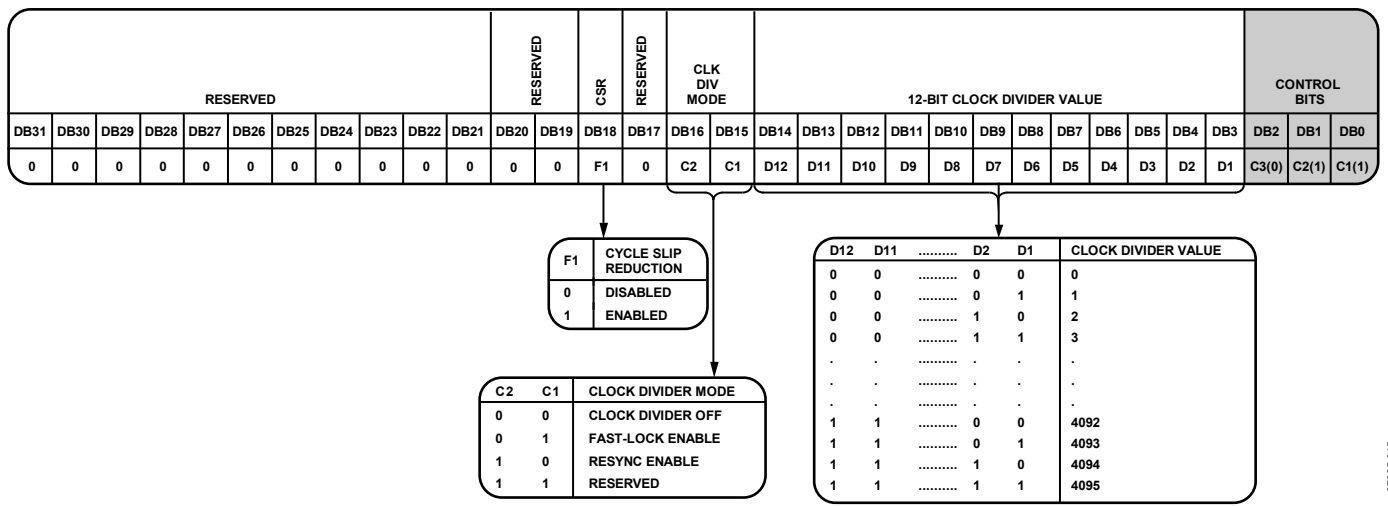 RESERVED
RESERVED
CSR
RESERVED
CLK
DIV
MODE
12-BIT CLOCK DIVIDER VALUE
CONTROL
BITS
DB31 DB30 DB29 DB28 DB27 DB26 DB25 DB24 DB23 DB22 DB21 DB20 DB19 DB18 DB17 DB16 DB15 DB14 DB13 DB12 DB11 DB10 DB9 DB8 DB7 DB6 DB5 DB4 DB3 DB2 DB1 DB0
0 0 0 0 0 0 0 0 0 0 0 0 0 F1 0 C2 C1 D12 D11 D10 D9 D8 D7 D6 D5 D4 D3 D2 D1 C3(0) C2(1) C1(1)
F1 CYCLE SLIP
REDUCTION
0 DISABLED
1 ENABLED
C2 C1 CLOCK DIVIDER MODE
0 0 CLOCK DIVIDER OFF
0 1 FAST-LOCK ENABLE
1 0 RESYNC ENABLE
1 1 RESERVED
D12 D11 .......... D2 D1 CLOCK DIVIDER VALUE
0 0 .......... 0 0 0
0 0 .......... 0 1 1
0 0 .......... 1 0 2
0 0 .......... 1 1 3
. . .......... . . .
. . .......... . . .
. . .......... . . .
1 1 .......... 0 0 4092
1 1 .......... 0 1 4093
1 1 .......... 1 0 4094
1 1 .......... 1 1 4095